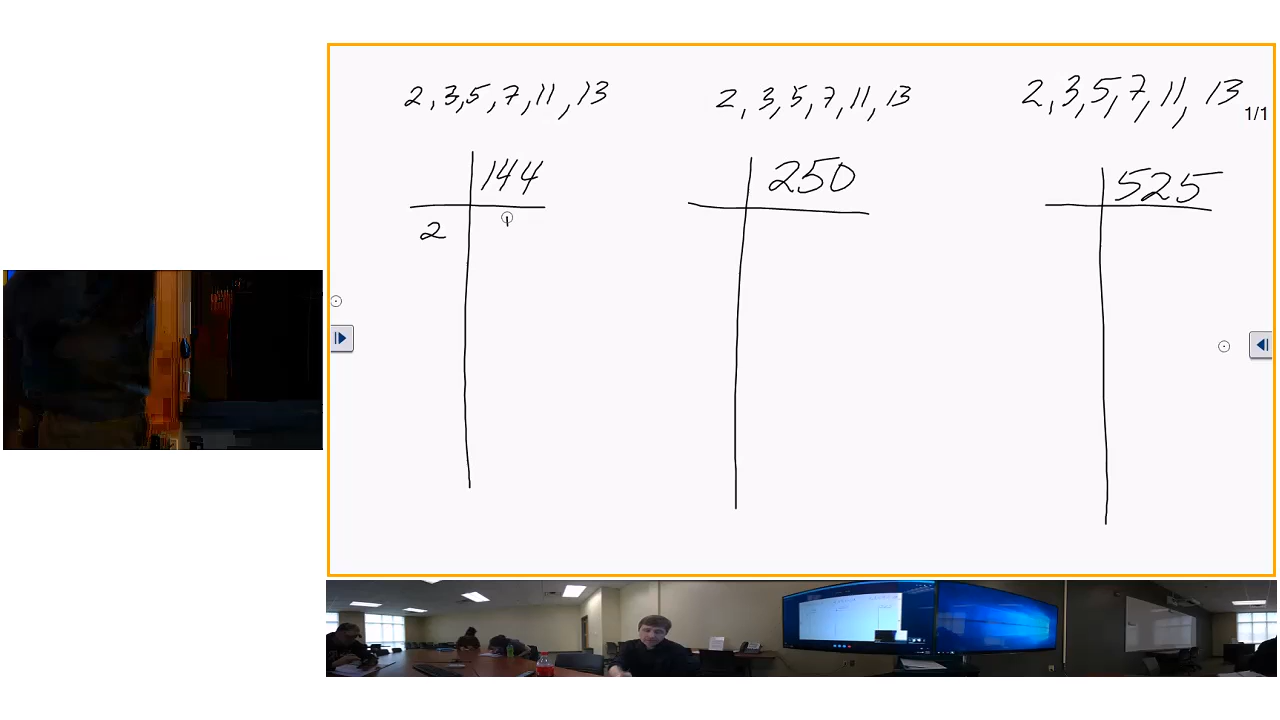 2, 3, 5, 7, 11, 13
2, 3, 5, 7, 11, 13
2, 3, 5, 7, 11, 13
1/1
144
250
525
2